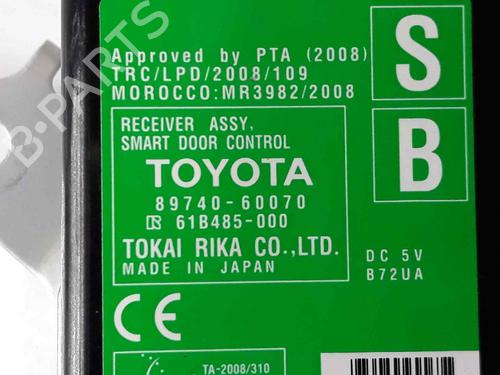 Approved by PTA (2008)
TRC/LPD/2008/109
MOROCCO:MR3982/2008
S
B
RECEIVER ASSY,
SMART DOOR CONTROL
TOYOTA
89740-60070
61B485-000
TOKAI RIKA CO.,LTD.
MADE IN JAPAN
DC 5V
B72UA
CE
TA-2008/310
B-PARTS